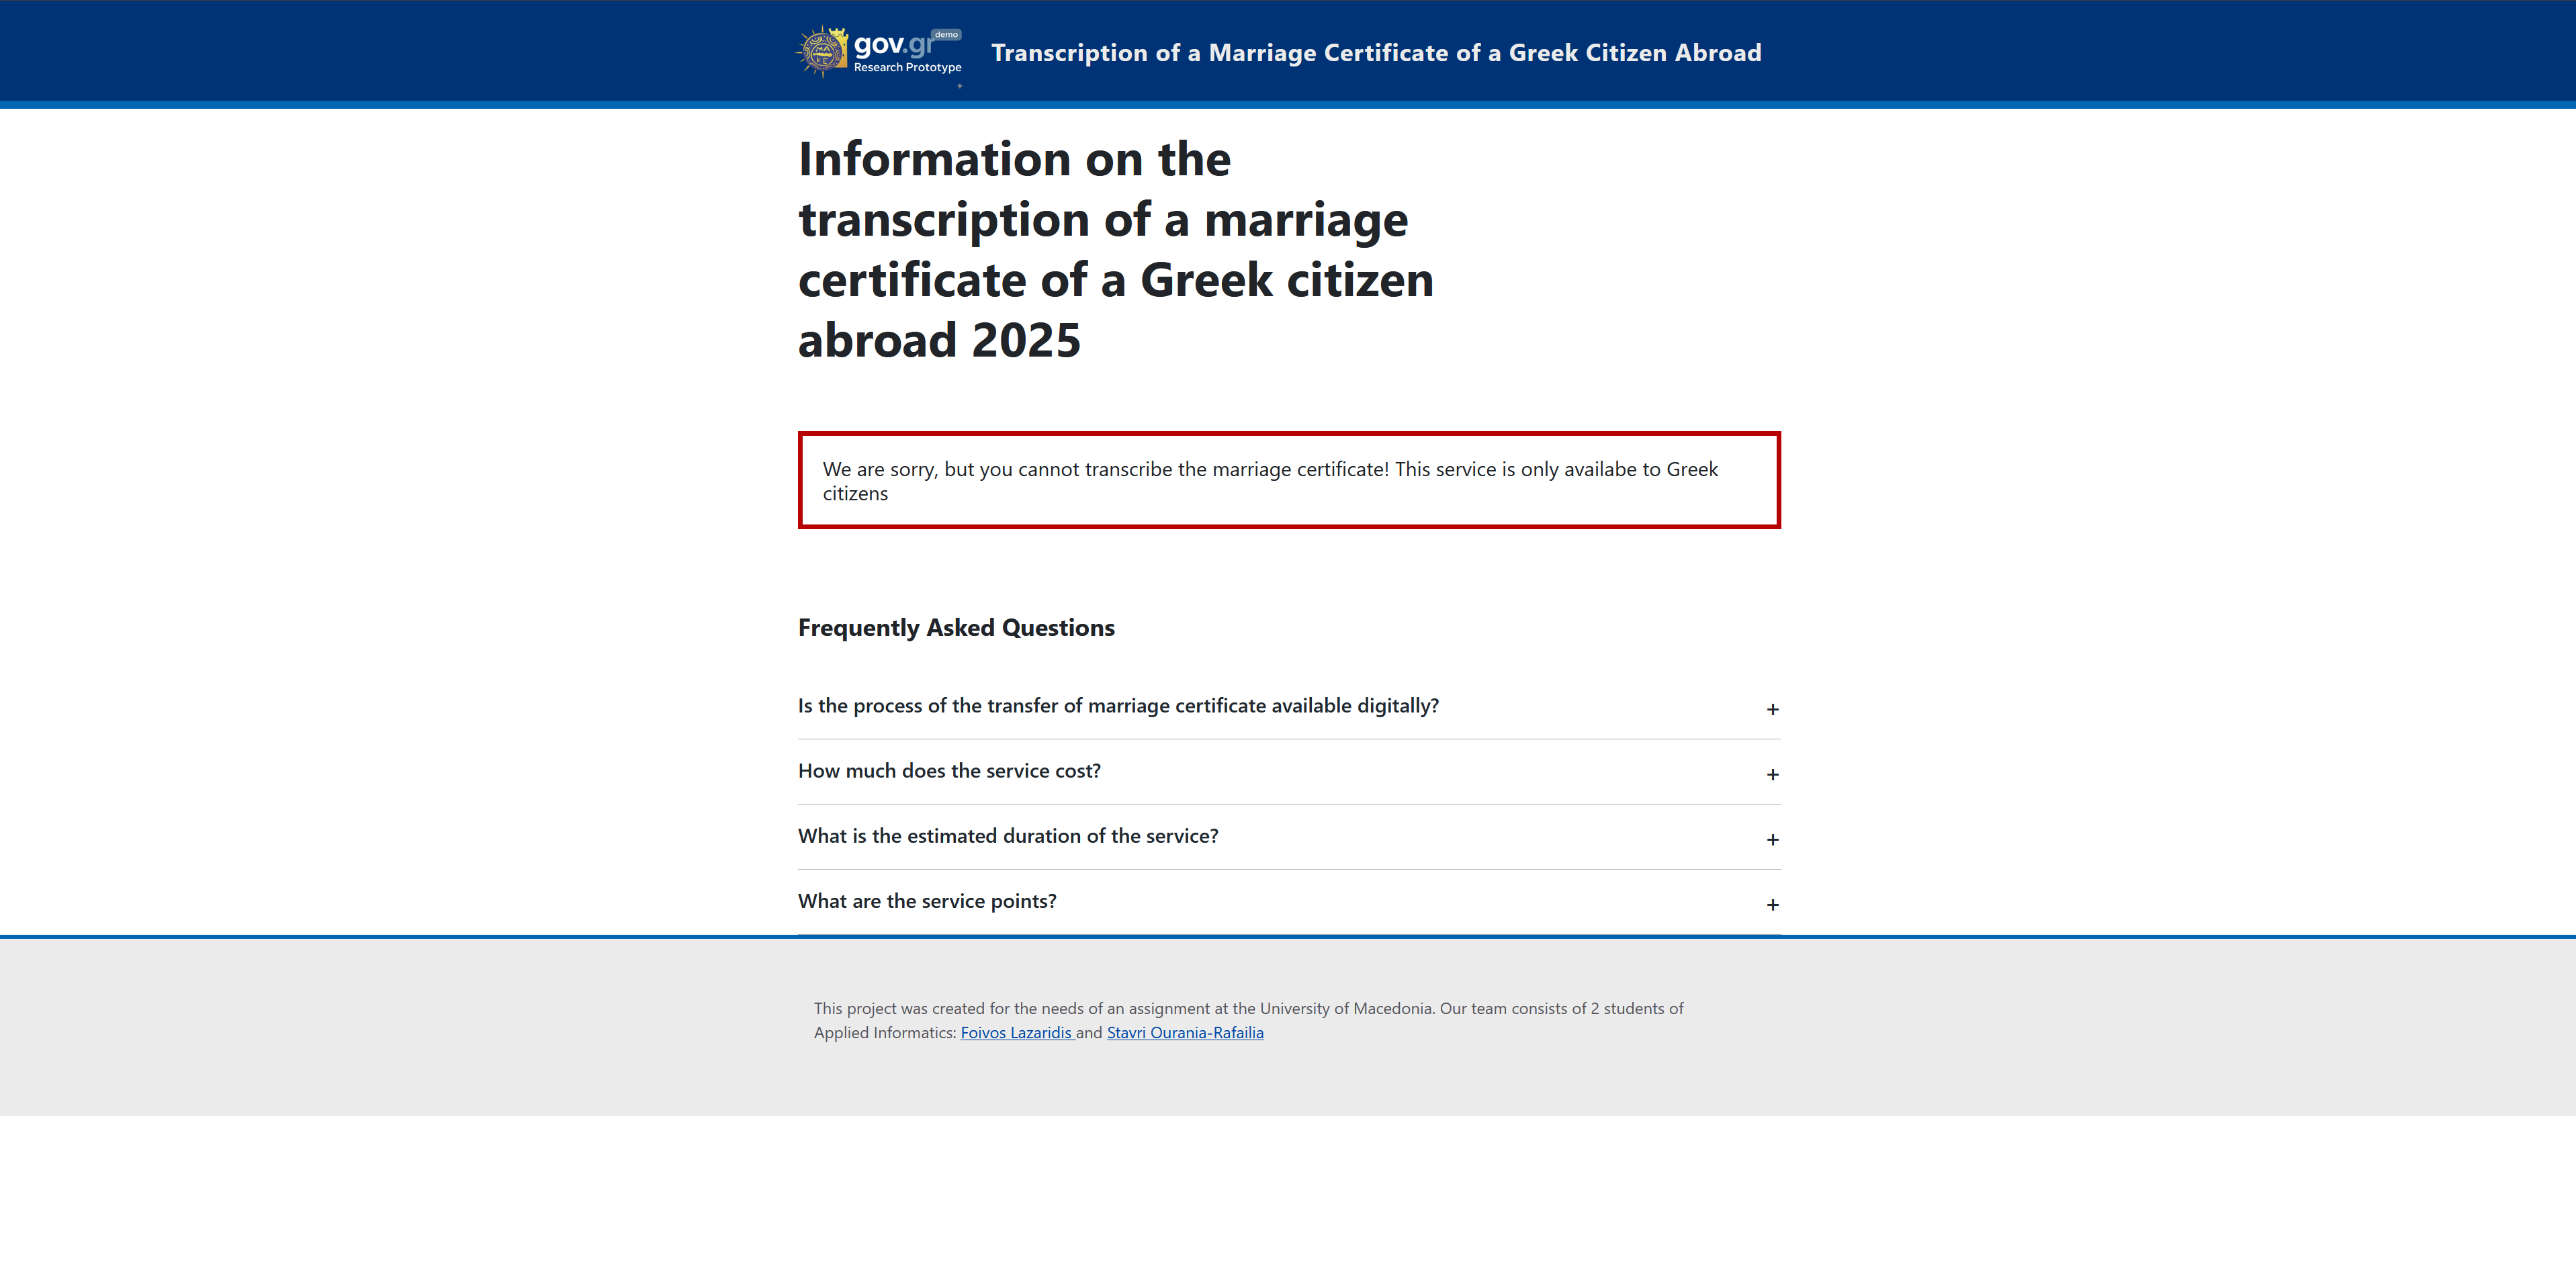 gov.gr demo
Research Prototype
Transcription of a Marriage Certificate of a Greek Citizen Abroad
Information on the
transcription of a marriage
certificate of a Greek citizen
abroad 2025
We are sorry, but you cannot transcribe the marriage certificate! This service is only availabe to Greek
citizens
Frequently Asked Questions
Is the process of the transfer of marriage certificate available digitally? +
How much does the service cost? +
What is the estimated duration of the service? +
What are the service points? +
This project was created for the needs of an assignment at the University of Macedonia. Our team consists of 2 students of
Applied Informatics: Foivos Lazaridis and Stavri Ourania-Rafailia